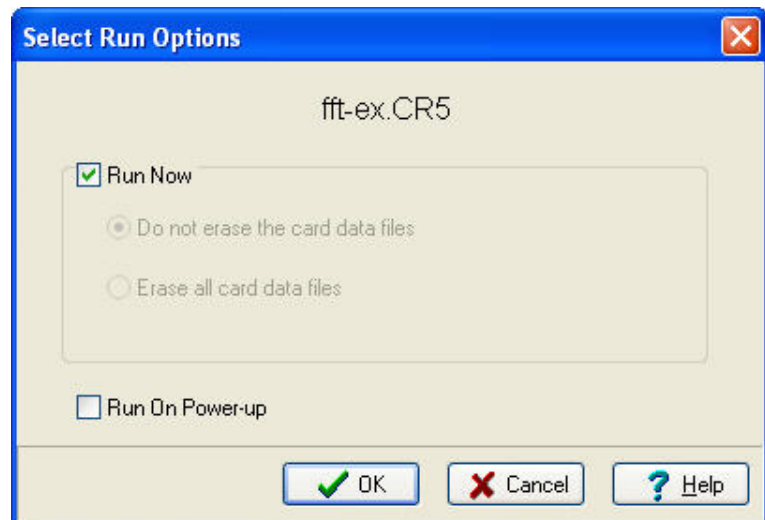 Select Run Options
fft-ex.CR5
Run Now
Do not erase the card data files
Erase all card data files
Run On Power-up
OK Cancel Help